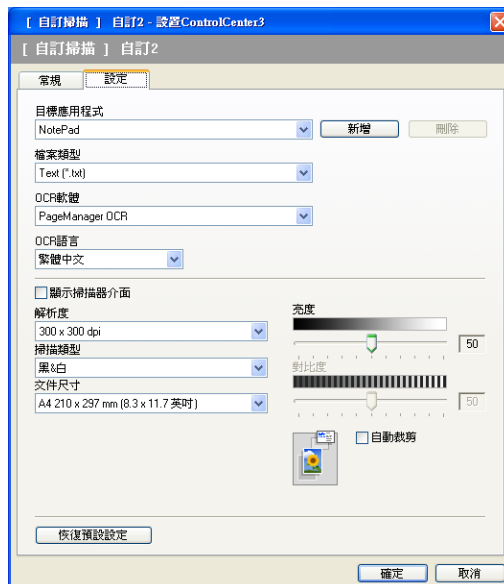 [ 自訂掃描 ] 自訂2 - 設置ControlCenter3
[ 自訂掃描 ] 自訂2
常規 設定
目標應用程式
NotePad 新增 刪除
檔案類型
Text (*.txt)
OCR軟體
PageManager OCR
OCR語言
繁體中文
顯示掃描器介面
解析度 亮度
300 x 300 dpi 50
掃描類型 對比度
黑&白 50
文件尺寸
A4 210 x 297 mm (8.3 x 11.7 英吋)
自動裁剪
恢復預設設定
確定 取消